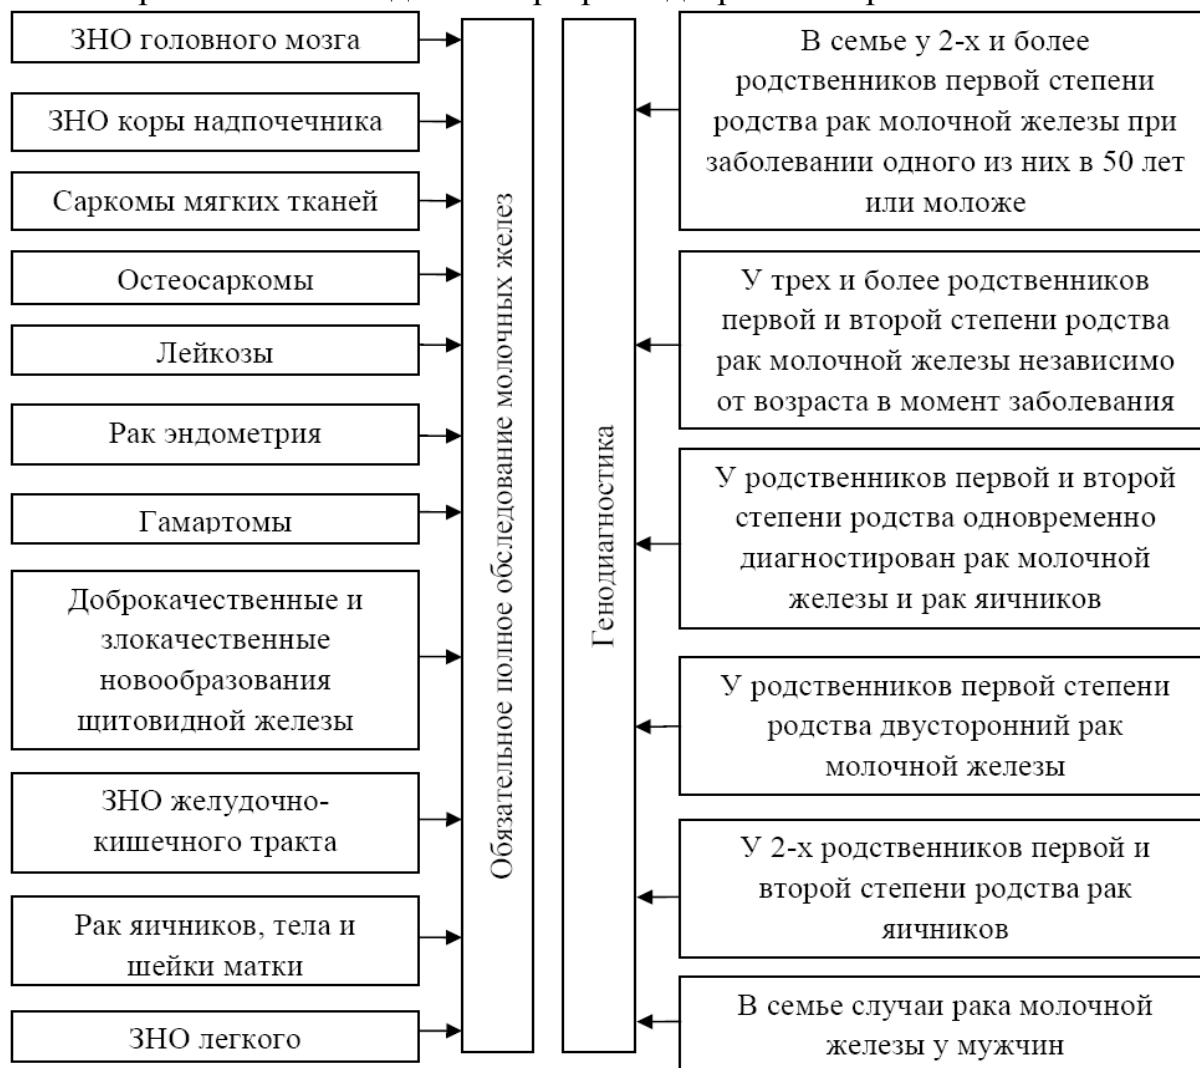 ЗНО головного мозга
ЗНО коры надпочечника
Саркомы мягких тканей
Остеосаркомы
Лейкозы
Рак эндометрия
Гамартомы
Доброкачественные и
злокачественные
новообразования
щитовидной железы
ЗНО желудочно-
кишечного тракта
Рак яичников, тела и
шейки матки
ЗНО легкого
Обязательное полное обследование молочных желез
Генодиагностика
В семье у 2-х и более
родственников первой степени
родства рак молочной железы при
заболевании одного из них в 50 лет
или моложе
У трех и более родственников
первой и второй степени родства
рак молочной железы независимо
от возраста в момент заболевания
У родственников первой и второй
степени родства одновременно
диагностирован рак молочной
железы и рак яичников
У родственников первой степени
родства двусторонний рак
молочной железы
У 2-х родственников первой и
второй степени родства рак
яичников
В семье случаи рака молочной
железы у мужчин